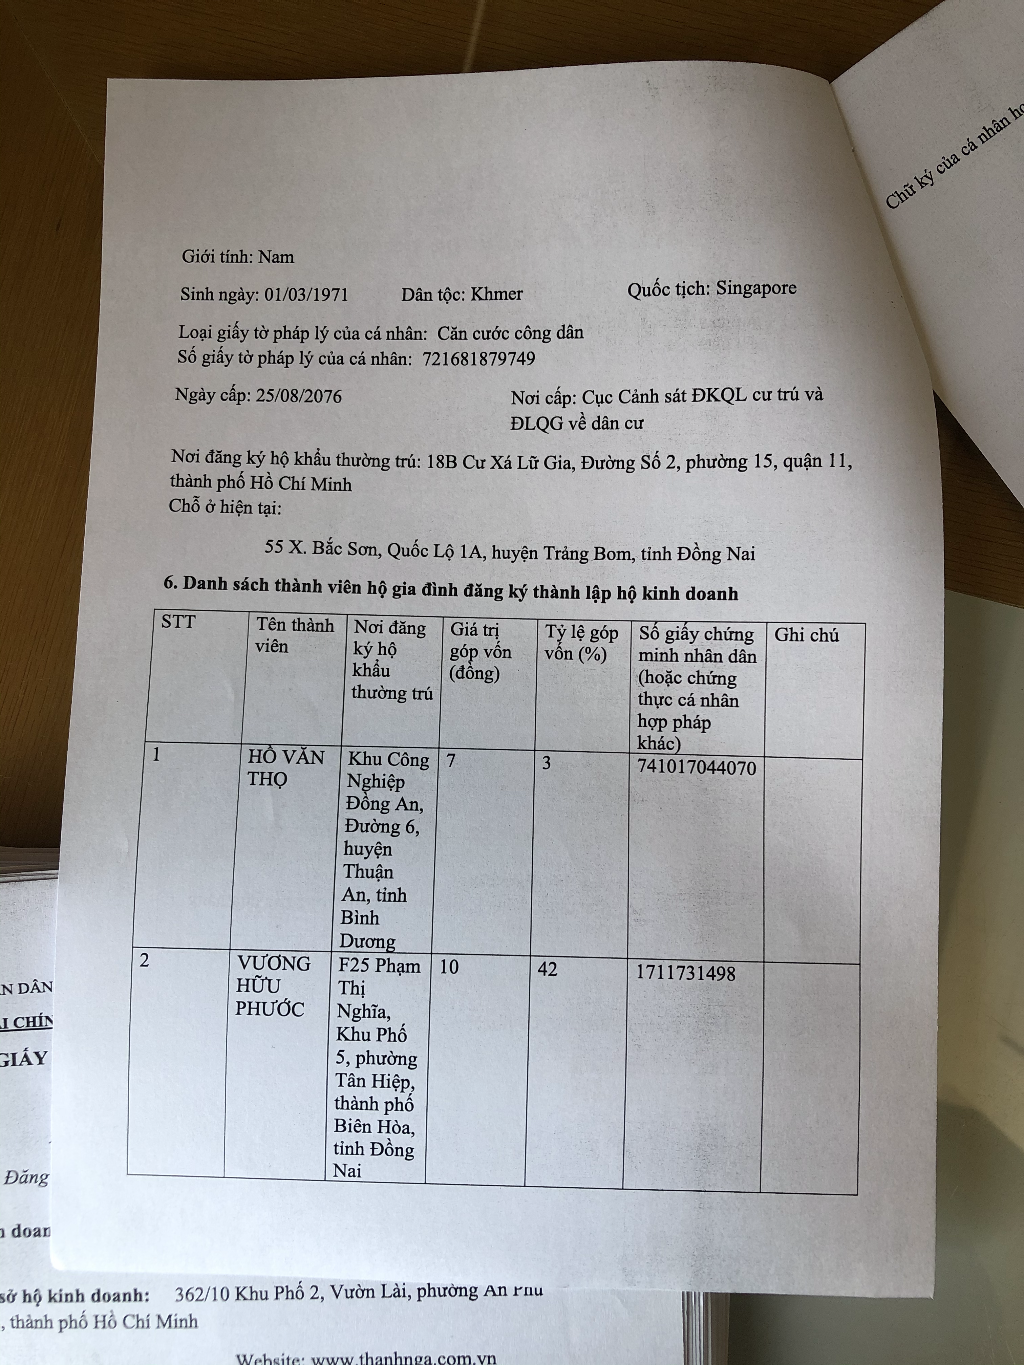 Chữ ký của cá nhân
Giới tính: Nam
Sinh ngày: 01/03/1971 Dân tộc: Khmer Quốc tịch: Singapore
Loại giấy tờ pháp lý của cá nhân: Căn cước công dân
Số giấy tờ pháp lý của cá nhân: 721681879749
Ngày cấp: 25/08/2076 Nơi cấp: Cục Cảnh sát ĐKQL cư trú và
ĐLQG về dân cư
Nơi đăng ký hộ khẩu thường trú: 18B Cư Xá Lữ Gia, Đường Số 2, phường 15, quận 11,
thành phố Hồ Chí Minh
Chỗ ở hiện tại:
55 X. Bắc Sơn, Quốc Lộ 1A, huyện Trảng Bom, tỉnh Đồng Nai
6. Danh sách thành viên hộ gia đình đăng ký thành lập hộ kinh doanh
STT
Tên thành
viên
Nơi đăng
ký hộ
khẩu
thường trú
Giá trị
góp vốn
(đồng)
Tỷ lệ góp
vốn (%)
Số giấy chứng
minh nhân dân
(hoặc chứng
thực cá nhân
hợp pháp
khác)
Ghi chú
1
HỒ VĂN
THỌ
Khu Công
Nghiệp
Đồng An,
Đường 6,
huyện
Thuận
An, tỉnh
Bình
Dương
7
3
741017044070
2
VƯƠNG
HỮU
PHƯỚC
F25 Phạm
Thị
Nghĩa,
Khu Phố
5, phường
Tân Hiệp,
thành phố
Biên Hòa,
tỉnh Đồng
Nai
10
42
1711731498
N DÂN
GIẤY
Đăng
doan
sở hộ kinh doanh: 362/10 Khu Phố 2, Vườn Lài, phường An Phú
, thành phố Hồ Chí Minh
Website: www.thanhnga.com.vn